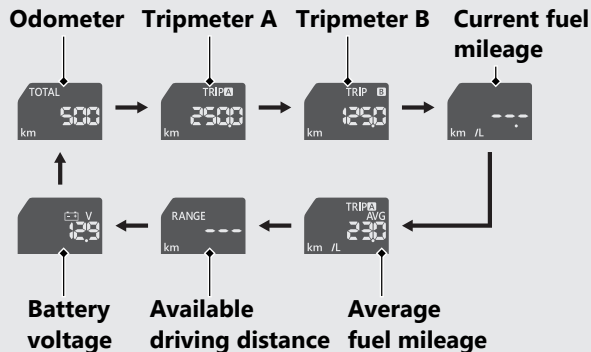 Odometer Tripmeter A Tripmeter B Current fuel
mileage
TOTAL
500
km
TRIP A
250.0
km
TRIP B
125.0
km
---
km /L
V
12.9
RANGE
---
km
TRIP A
AVG
23.0
km /L
Battery
voltage
Available
driving distance
Average
fuel mileage